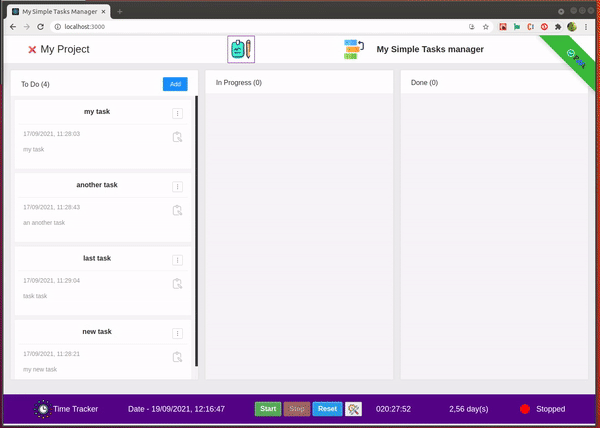 My Simple Tasks Manager
localhost:3000
My Project
My Simple Tasks manager
To Do (4)
Add
In Progress (0)
Done (0)
my task
17/09/2021, 11:28:03
my task
another task
17/09/2021, 11:28:43
an another task
last task
17/09/2021, 11:29:04
task task
new task
17/09/2021, 11:28:21
my new task
Time Tracker
Date - 19/09/2021, 12:16:47
Start
Stop
Reset
020:27:52
2,56 day(s)
Stopped